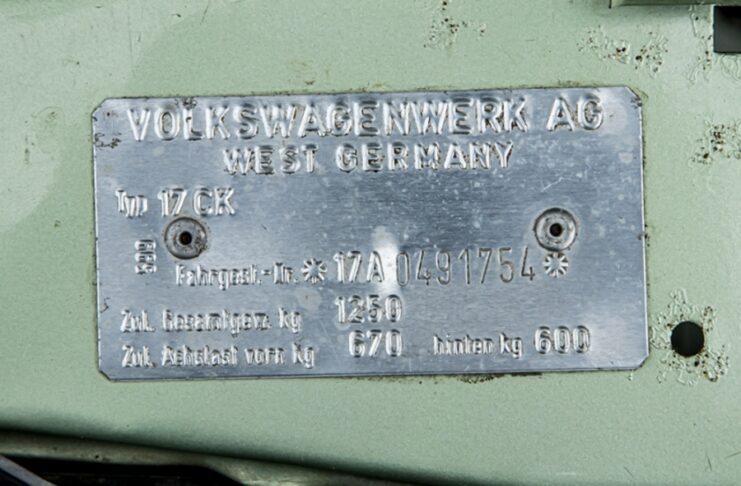 VOLKSWAGENWERK AG
WEST GERMANY
Typ 17 CK
599
Fahrgest.-Nr. * 17A 0491754 *
Zul. Gesamtgew. kg 1250
Zul. Achslast vorn kg 670 hinten kg 600